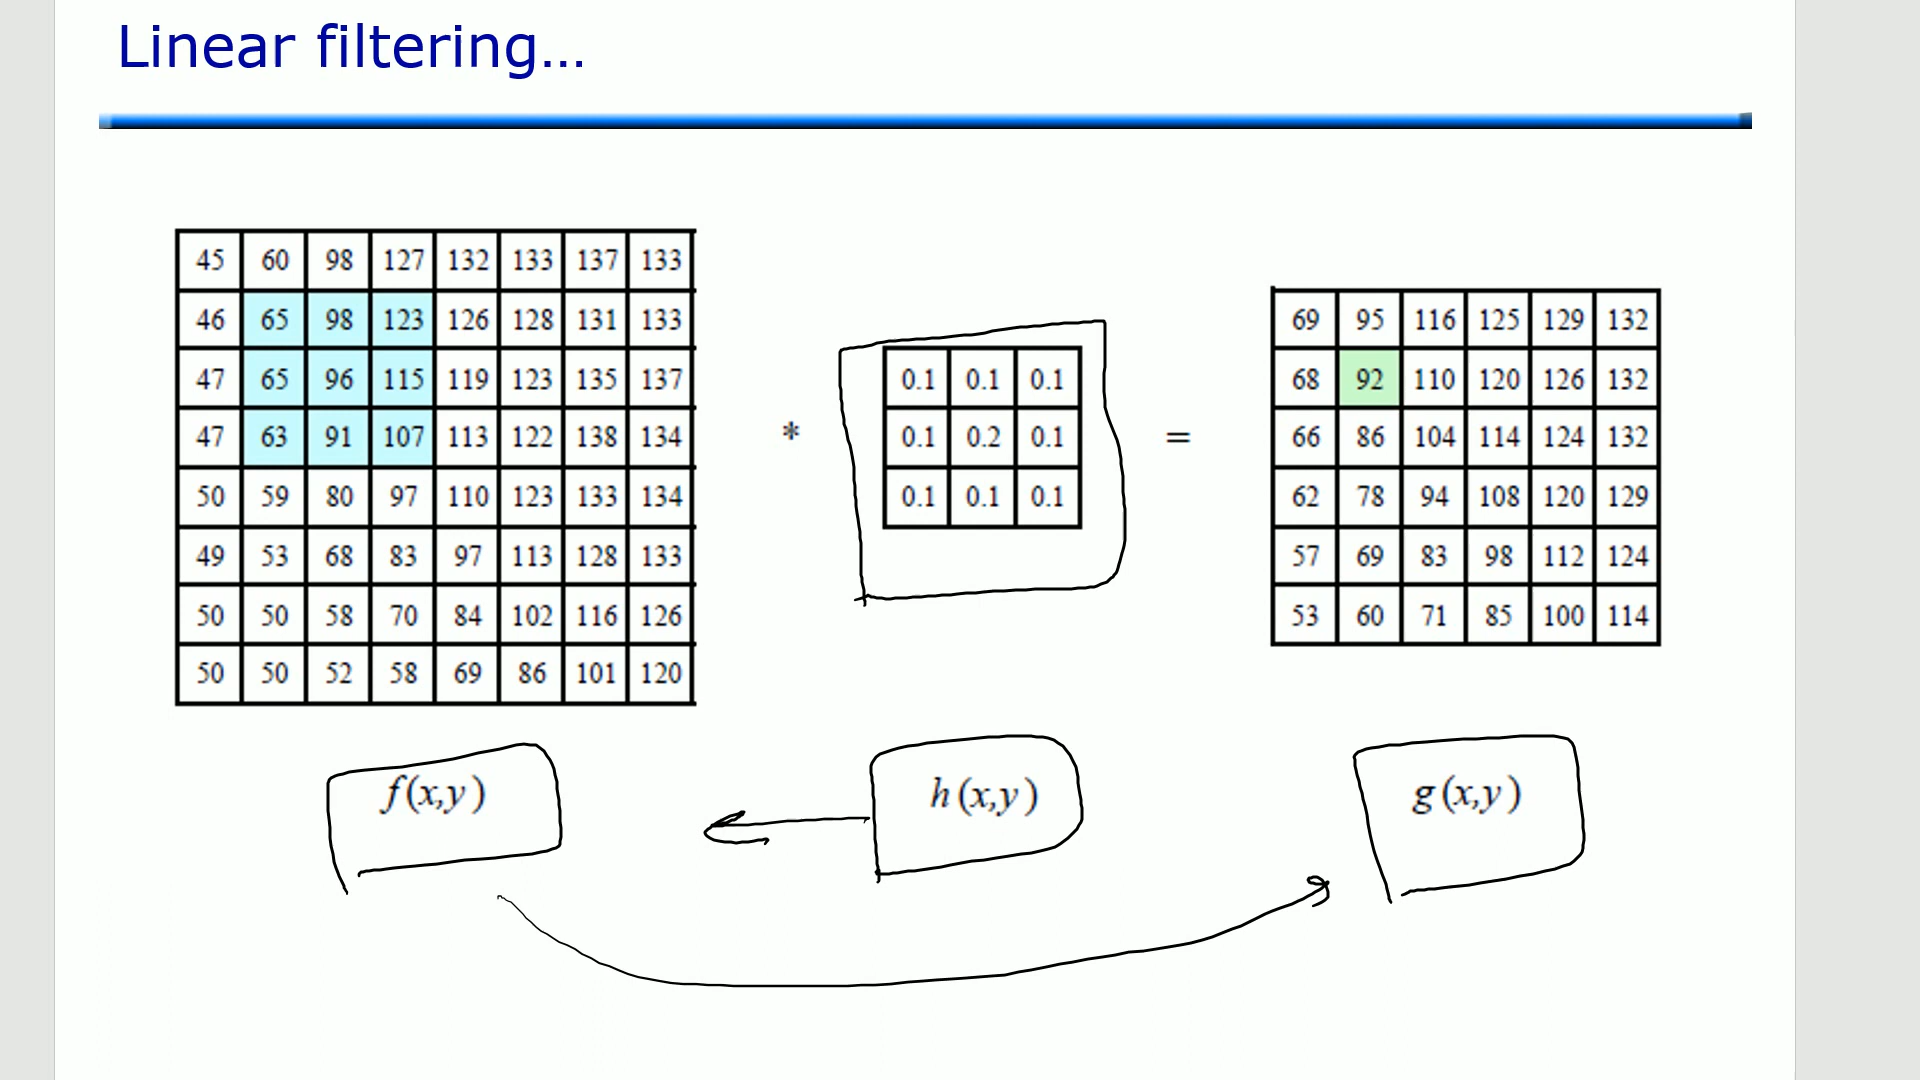 Linear filtering...
45 60 98 127 132 133 137 133
46 65 98 123 126 128 131 133
47 65 96 115 119 123 135 137
47 63 91 107 113 122 138 134
50 59 80 97 110 123 133 134
49 53 68 83 97 113 128 133
50 50 58 70 84 102 116 126
50 50 52 58 69 86 101 120
*
0.1 0.1 0.1
0.1 0.2 0.1
0.1 0.1 0.1
=
69 95 116 125 129 132
68 92 110 120 126 132
66 86 104 114 124 132
62 78 94 108 120 129
57 69 83 98 112 124
53 60 71 85 100 114
f(x,y)
h(x,y)
g(x,y)